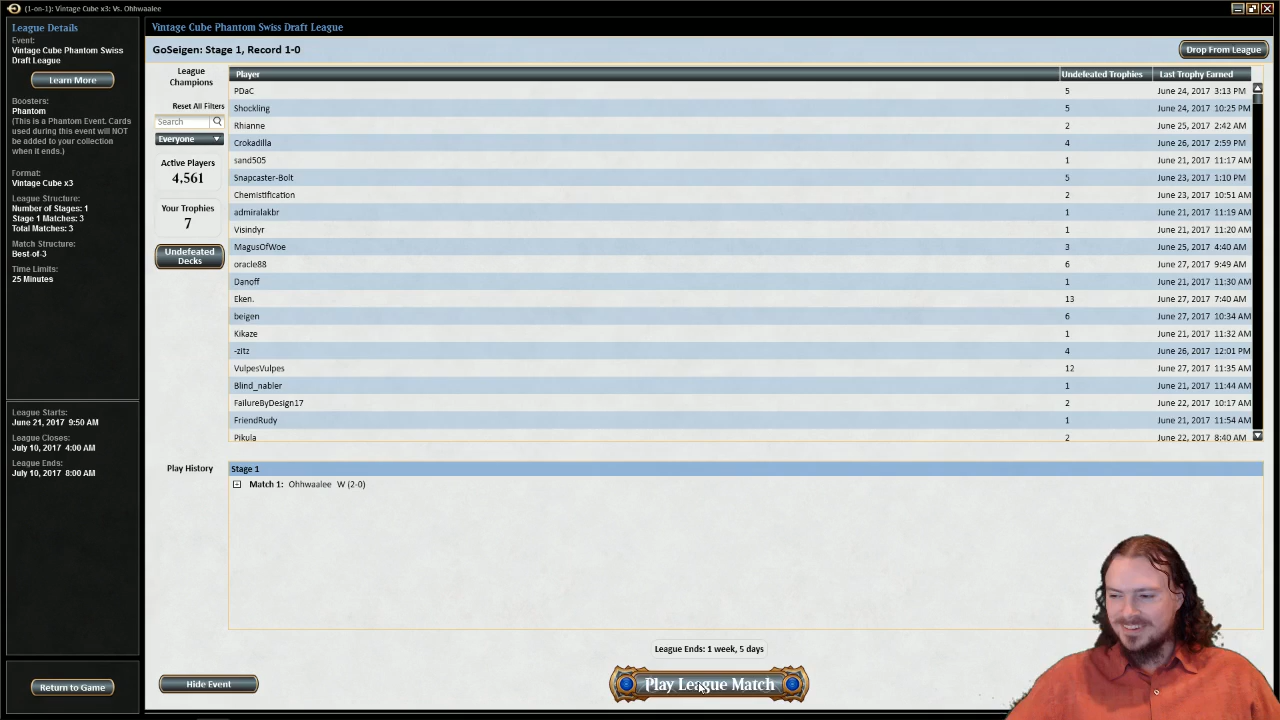 (1-on-1): Vintage Cube x3: Vs. Ohhwaalee
League Details
Event:
Vintage Cube Phantom Swiss
Draft League
Learn More
Boosters:
Phantom
(This is a Phantom Event. Cards
used during this event will NOT
be added to your collection
when it ends.)
Format:
Vintage Cube x3
League Structure:
Number of Stages: 1
Stage 1 Matches: 3
Total Matches: 3
Match Structure:
Best-of-3
Time Limits:
25 Minutes
League Starts:
June 21, 2017 9:50 AM
League Closes:
July 10, 2017 4:00 AM
League Ends:
July 10, 2017 8:00 AM
Return to Game
Vintage Cube Phantom Swiss Draft League
GoSeigen: Stage 1, Record 1-0
Drop From League
League
Champions
Reset All Filters
Search
Everyone
Active Players
4,561
Your Trophies
7
Undefeated
Decks
Player Undefeated Trophies Last Trophy Earned
PDaC 5 June 24, 2017 3:13 PM
Shockling 5 June 24, 2017 10:25 PM
Rhianne 2 June 25, 2017 2:42 AM
Crokadilla 4 June 26, 2017 2:59 PM
sand505 1 June 21, 2017 11:17 AM
Snapcaster-Bolt 5 June 23, 2017 1:10 PM
Chemistification 2 June 23, 2017 10:51 AM
admiralakbr 1 June 21, 2017 11:19 AM
Visindyr 1 June 21, 2017 11:20 AM
MagusOfWoe 3 June 25, 2017 4:40 AM
oracle88 6 June 27, 2017 9:49 AM
Danoff 1 June 21, 2017 11:30 AM
Eken. 13 June 27, 2017 7:40 AM
beigen 6 June 27, 2017 10:34 AM
Kikaze 1 June 21, 2017 11:32 AM
-zitz 4 June 26, 2017 12:01 PM
VulpesVulpes 12 June 27, 2017 11:35 AM
Blind_nabler 1 June 21, 2017 11:44 AM
FailureByDesign17 2 June 22, 2017 10:17 AM
FriendRudy 1 June 21, 2017 11:54 AM
Pikula 2 June 22, 2017 8:40 AM
Play History
Stage 1
Match 1: Ohhwaalee W (2-0)
League Ends: 1 week, 5 days
Hide Event
Play League Match